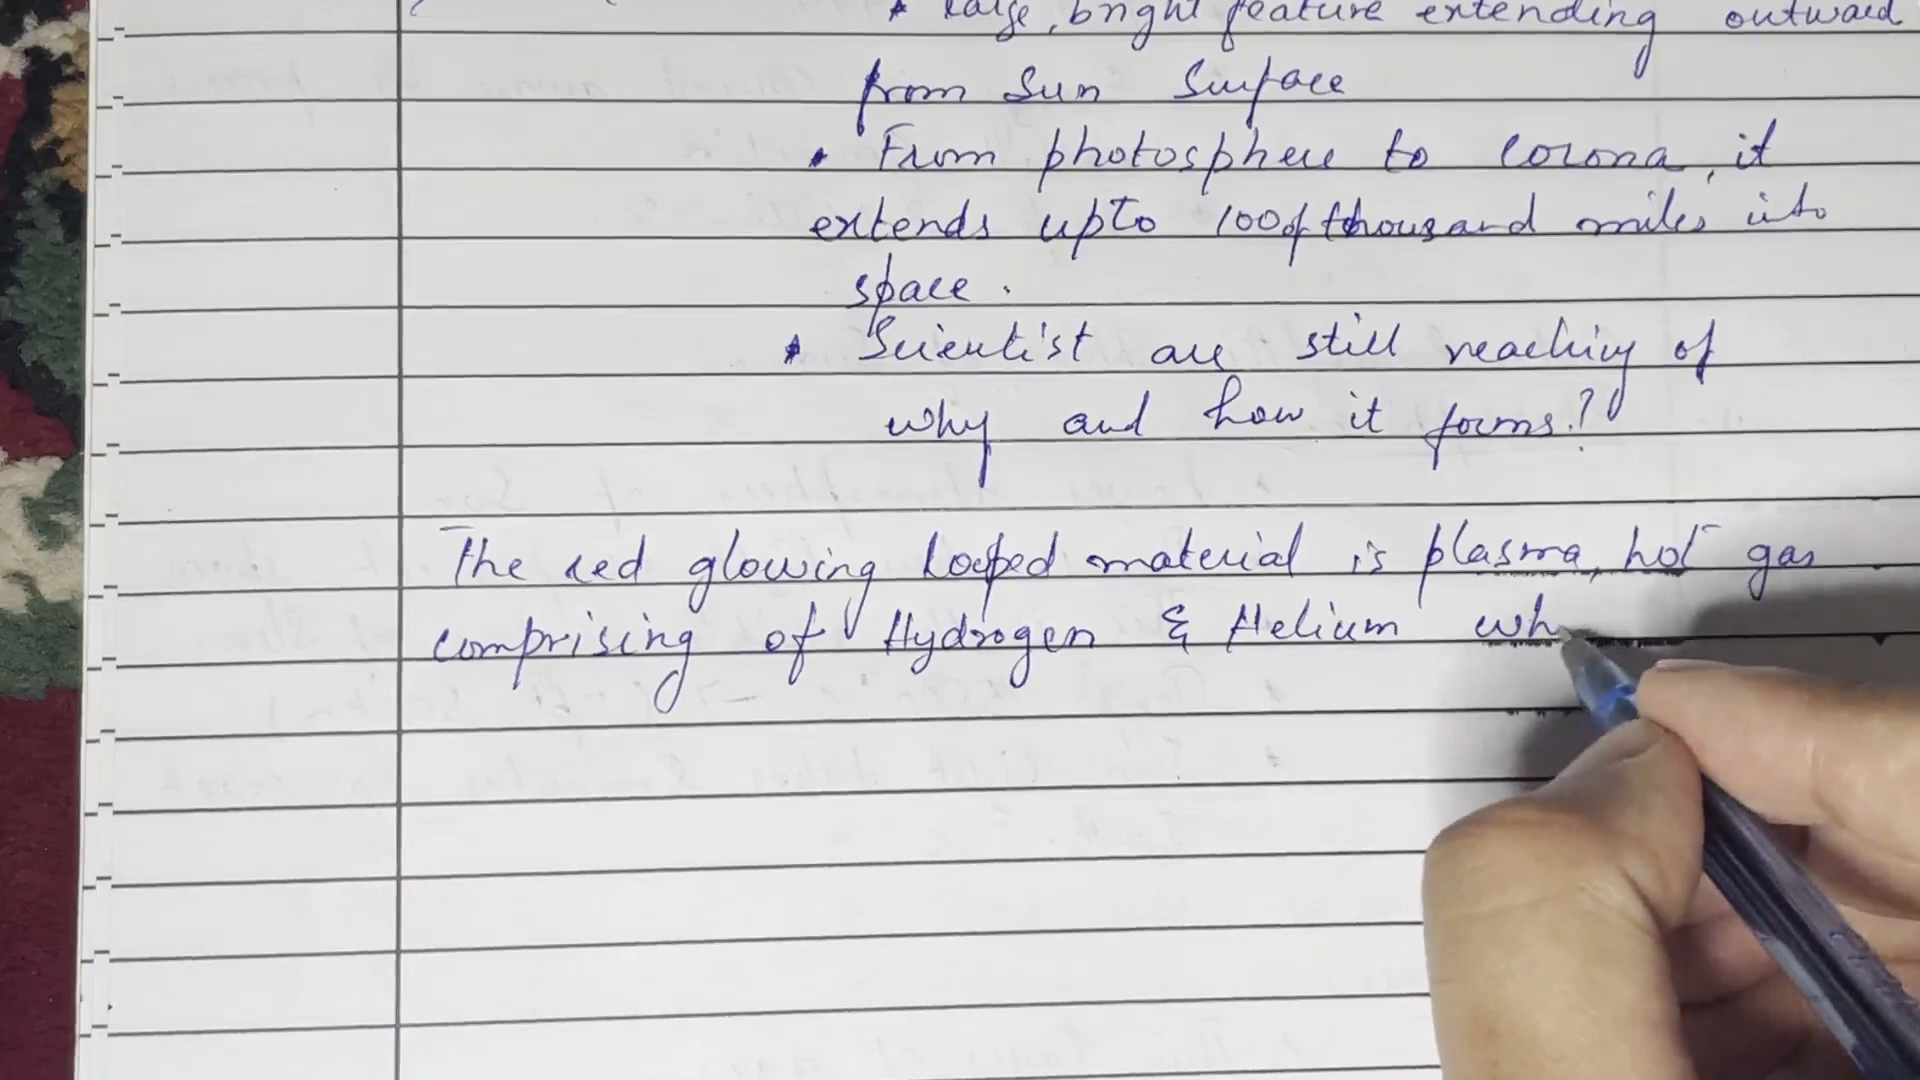 * Large, bright feature extending outward
from Sun Surface
* From photosphere to corona, it
extends upto 100 of thousand miles into
space.
* Scientist are still reaching of
why and how it forms?
The red glowing looped material is plasma, hot gas
comprising of Hydrogen & Helium wh